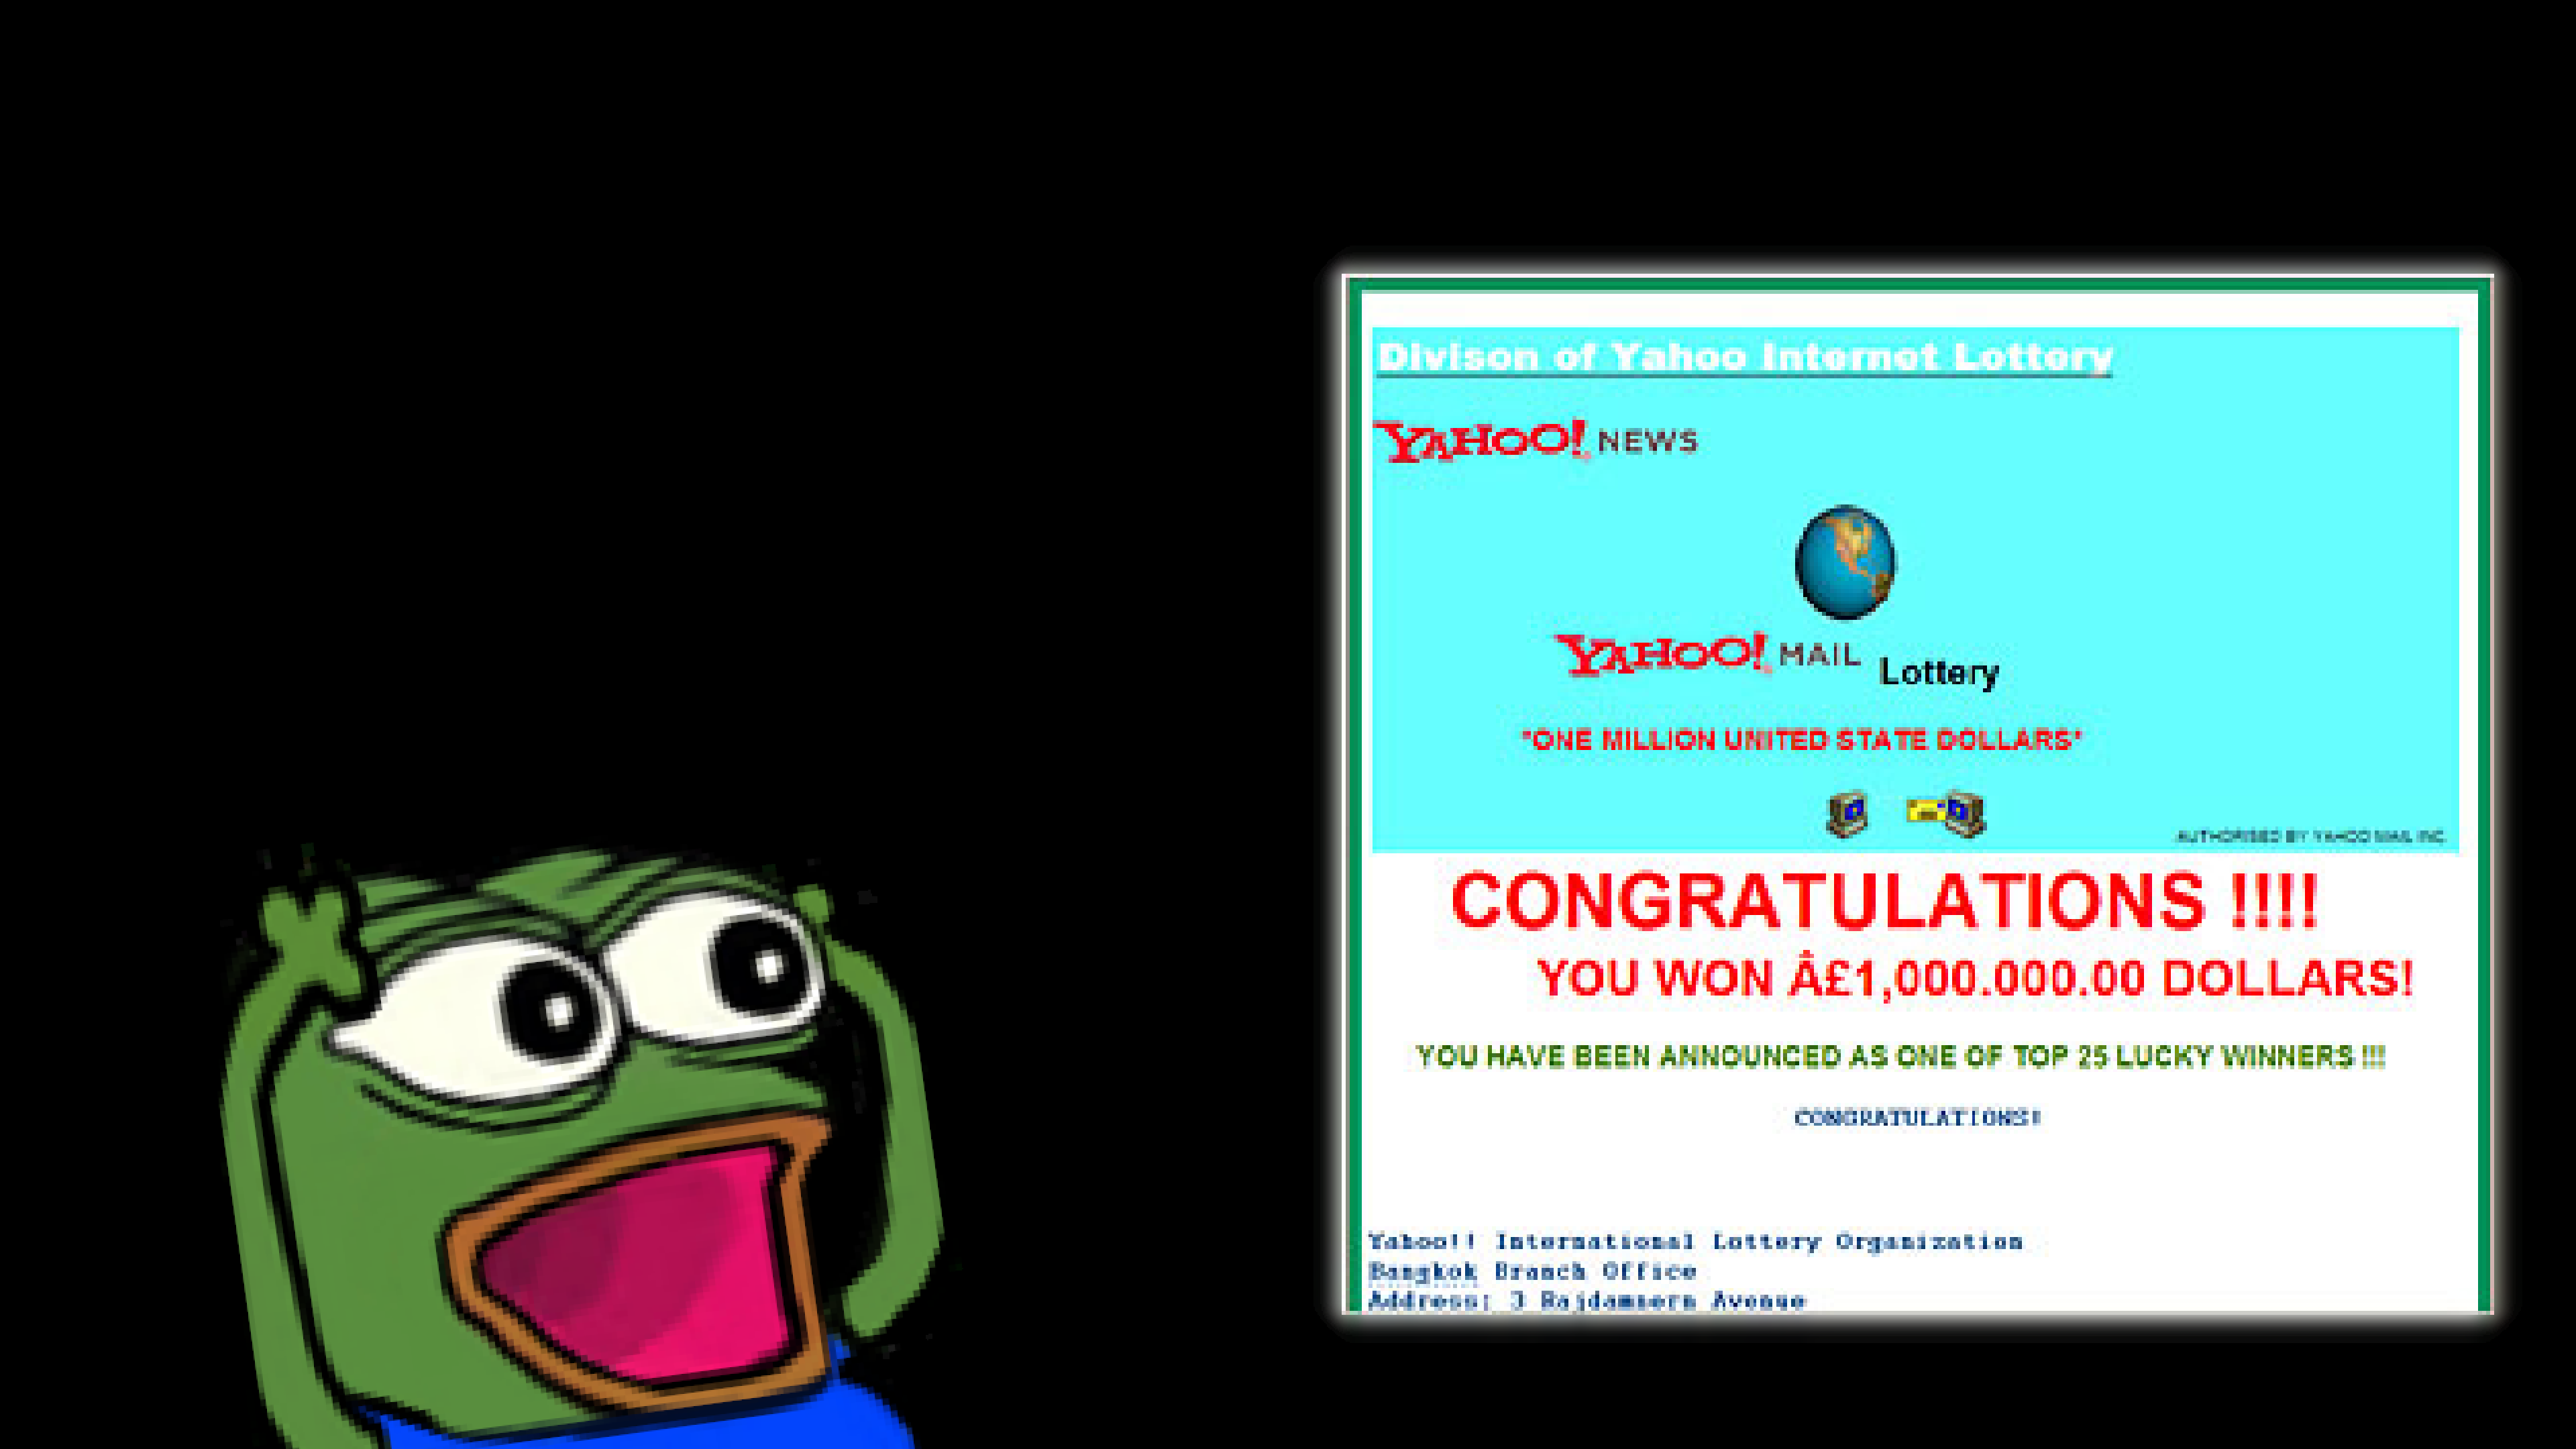 Divison of Yahoo Internet Lottery
YAHOO! NEWS
YAHOO! MAIL Lottery
*ONE MILLION UNITED STATE DOLLARS*
AUTHORISED BY YAHOO MAIL INC.
CONGRATULATIONS !!!!
YOU WON Â£1,000.000.00 DOLLARS!
YOU HAVE BEEN ANNOUNCED AS ONE OF TOP 25 LUCKY WINNERS !!!
CONGRATULATIONS!
Yahoo!! International Lottery Organization
Bangkok Branch Office
Address: 3 Rajdamnern Avenue